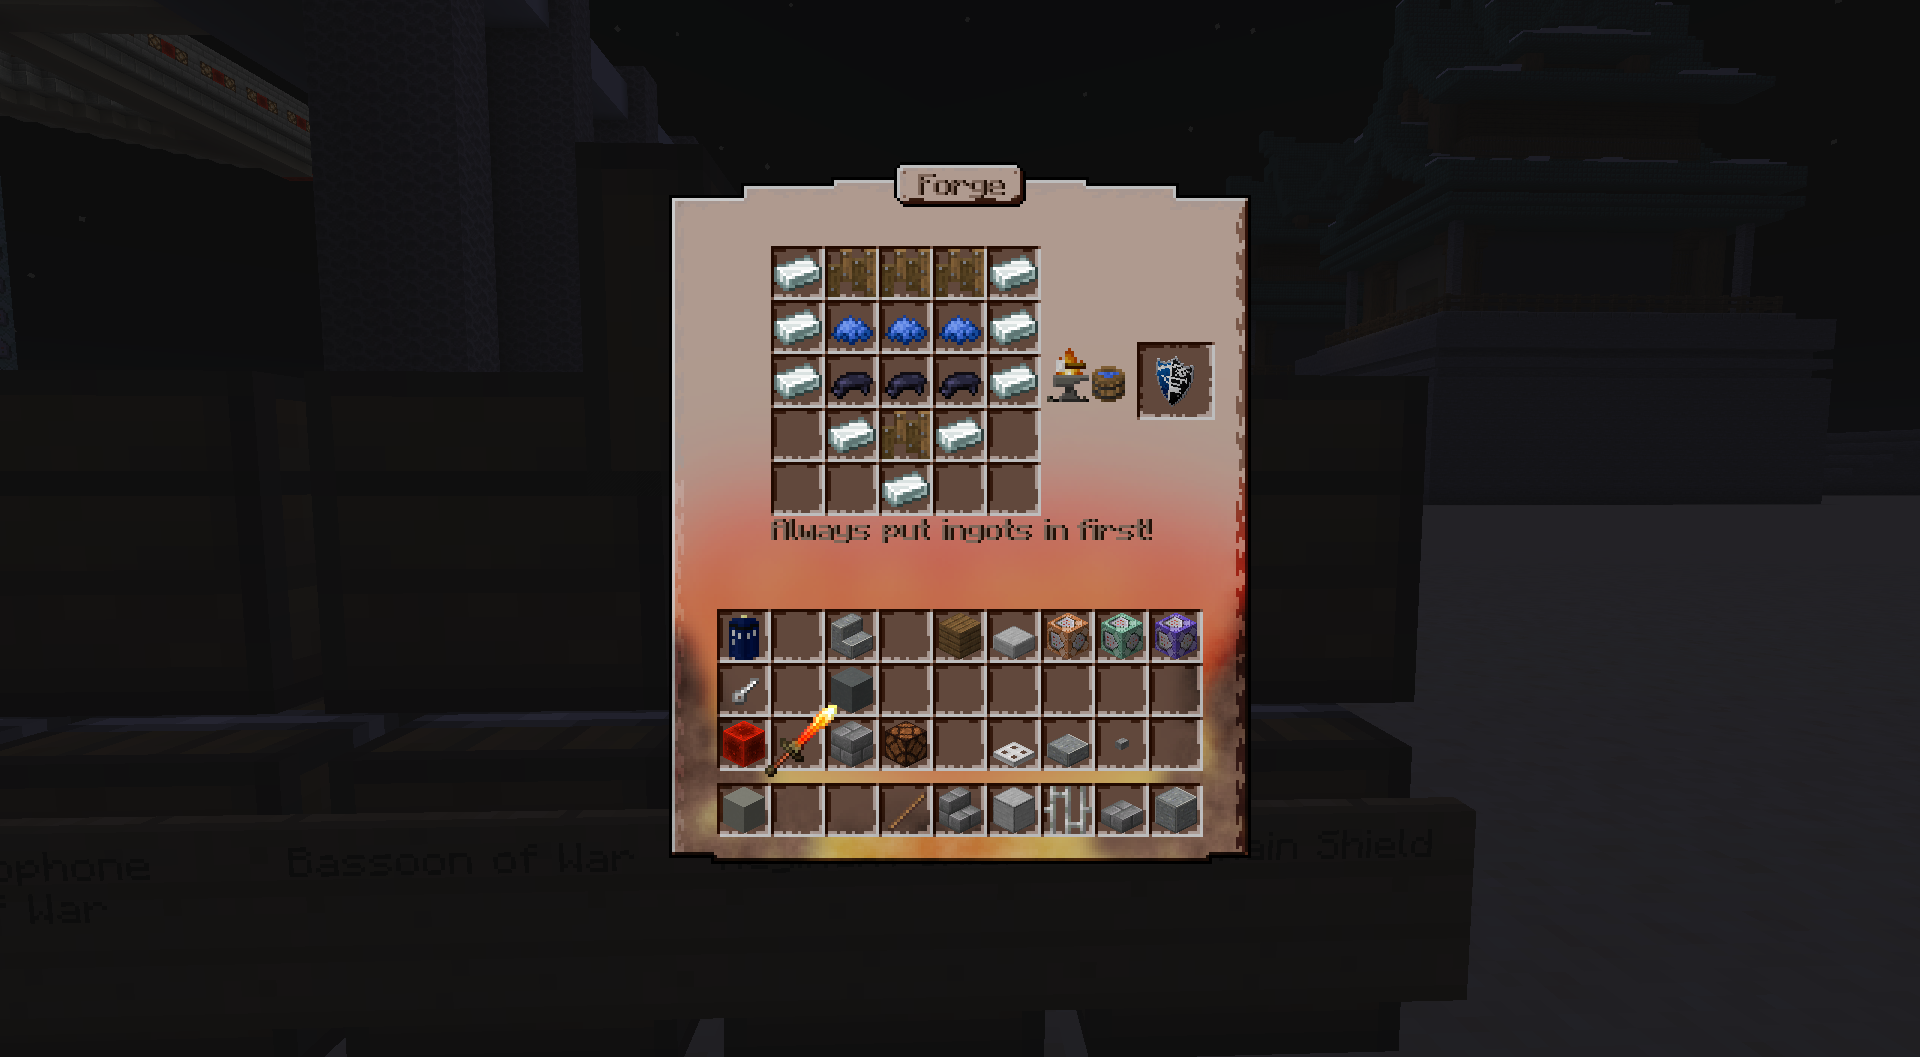 Forge
Always put ingots in first!
ophone
Bassoon of War
ain Shield
War